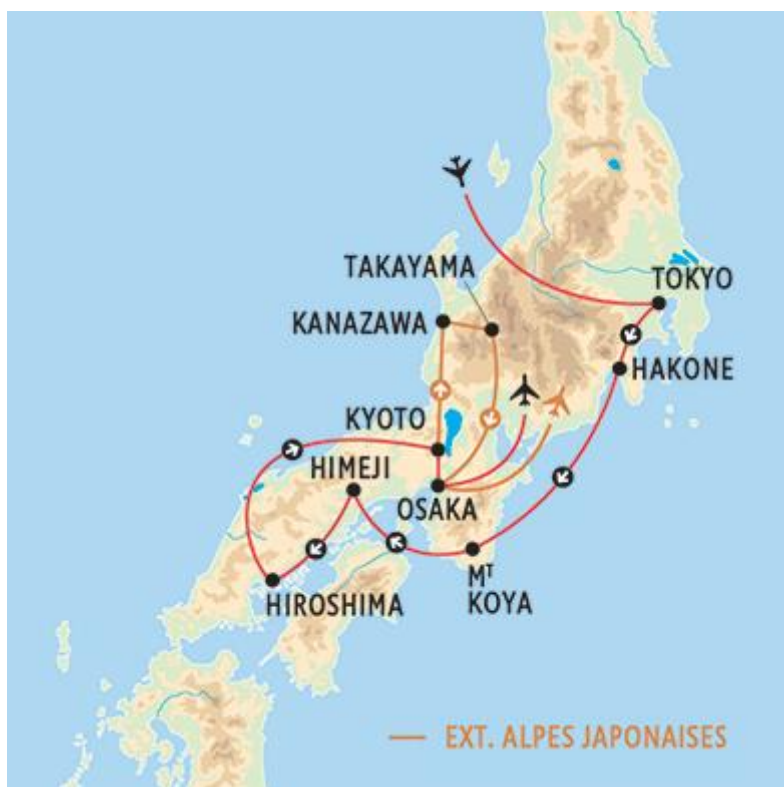 TAKAYAMA
TOKYO
KANAZAWA
HAKONE
KYOTO
HIMEJI
OSAKA
Mᵀ
KOYA
HIROSHIMA
EXT. ALPES JAPONAISES